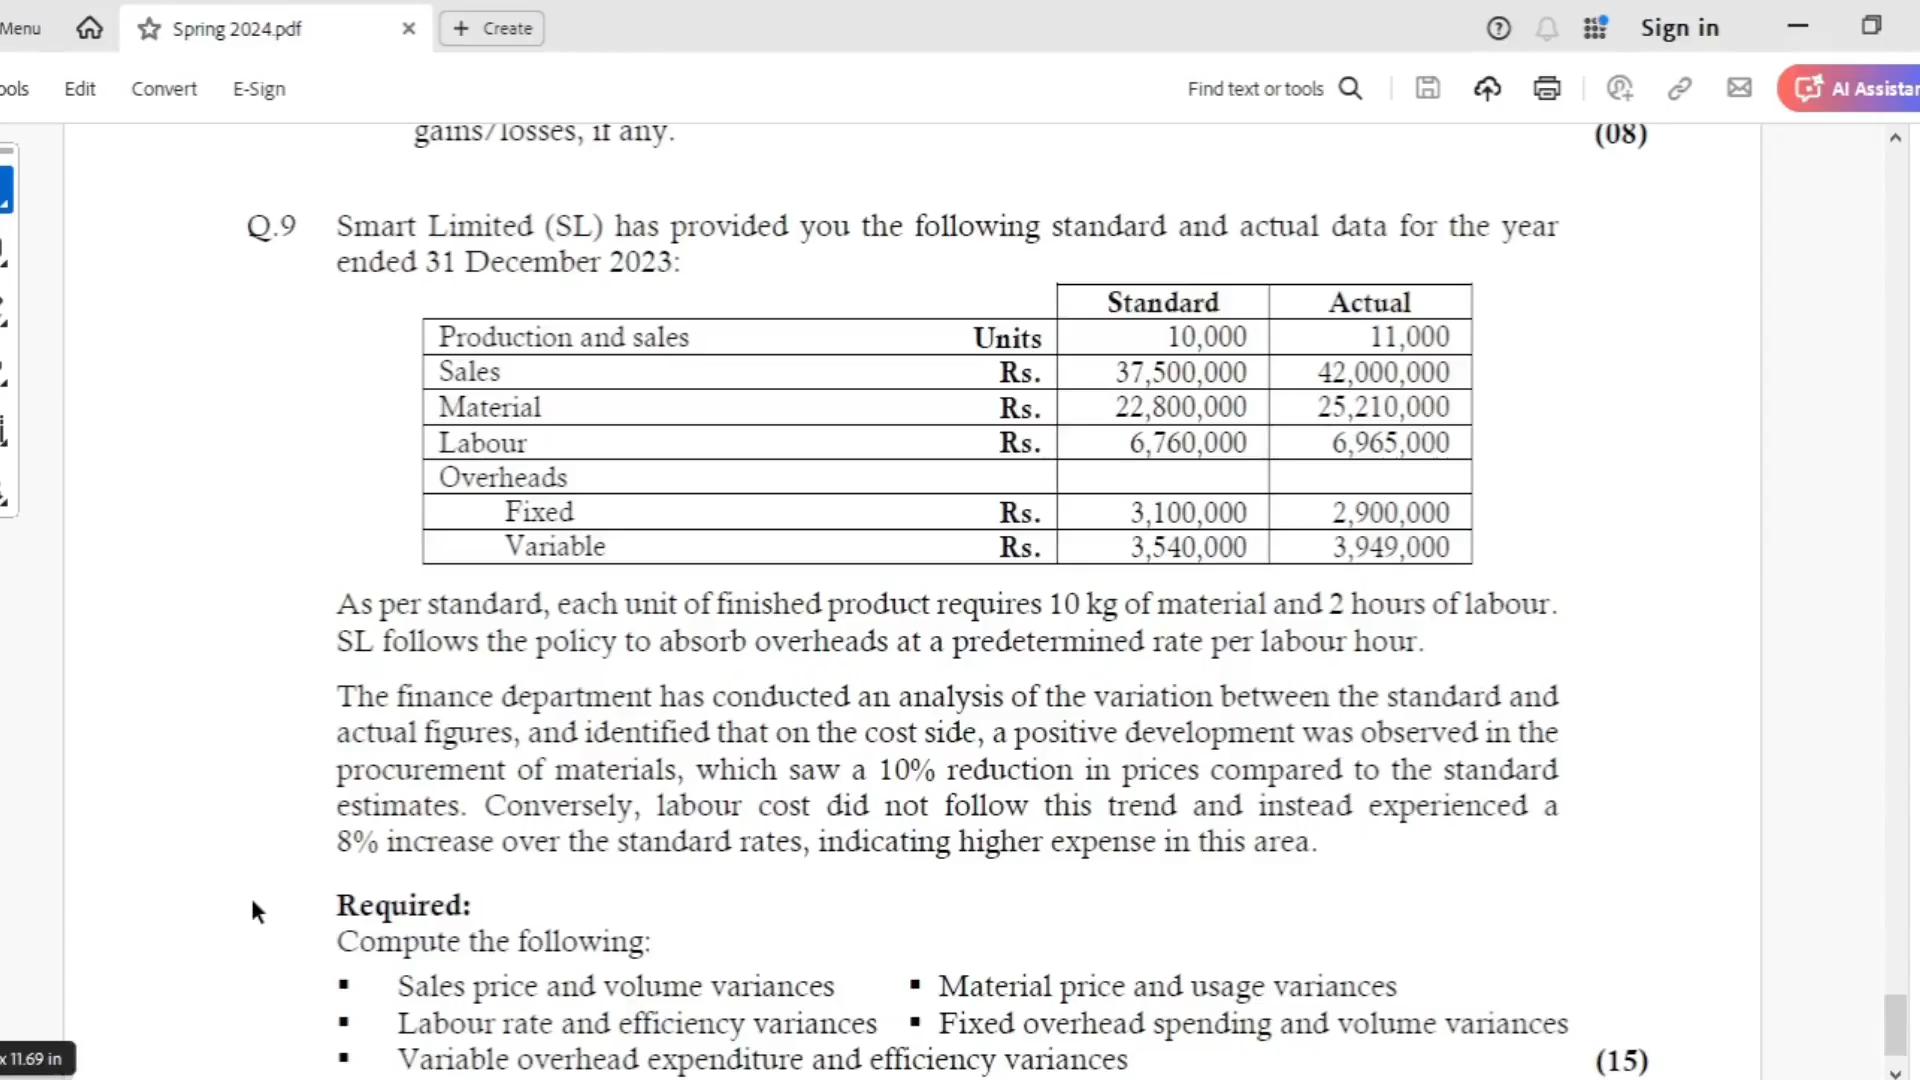 Menu
Spring 2024.pdf
Create
Sign in
ools Edit Convert E-Sign
Find text or tools
AI Assistan
gains/losses, if any. (08)
Q.9 Smart Limited (SL) has provided you the following standard and actual data for the year
ended 31 December 2023:
Standard Actual
Production and sales Units 10,000 11,000
Sales Rs. 37,500,000 42,000,000
Material Rs. 22,800,000 25,210,000
Labour Rs. 6,760,000 6,965,000
Overheads
Fixed Rs. 3,100,000 2,900,000
Variable Rs. 3,540,000 3,949,000
As per standard, each unit of finished product requires 10 kg of material and 2 hours of labour.
SL follows the policy to absorb overheads at a predetermined rate per labour hour.
The finance department has conducted an analysis of the variation between the standard and
actual figures, and identified that on the cost side, a positive development was observed in the
procurement of materials, which saw a 10% reduction in prices compared to the standard
estimates. Conversely, labour cost did not follow this trend and instead experienced a
8% increase over the standard rates, indicating higher expense in this area.
Required:
Compute the following:
▪ Sales price and volume variances ▪ Material price and usage variances
▪ Labour rate and efficiency variances ▪ Fixed overhead spending and volume variances
▪ Variable overhead expenditure and efficiency variances (15)
x 11.69 in